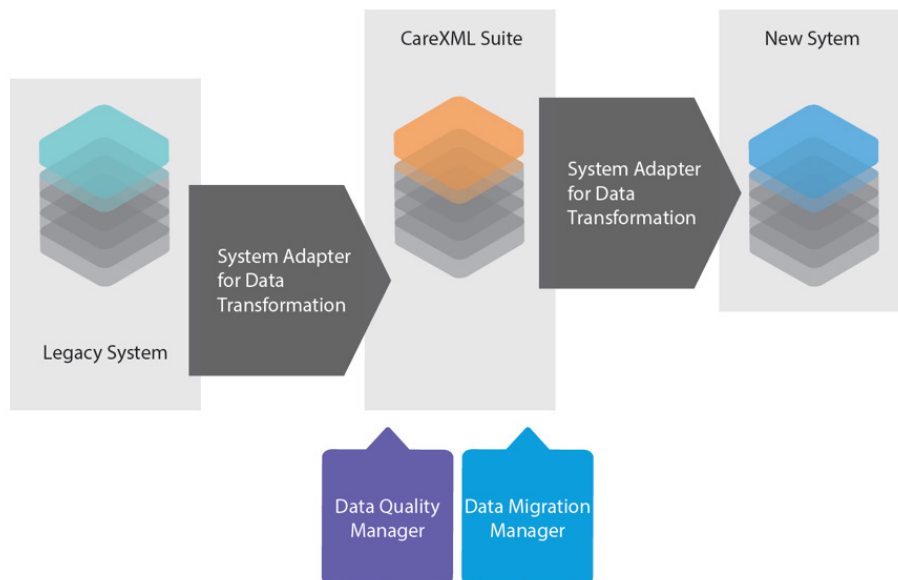 CareXML Suite
New Sytem
System Adapter
for Data
Transformation
System Adapter
for Data
Transformation
Legacy System
Data Quality
Manager
Data Migration
Manager